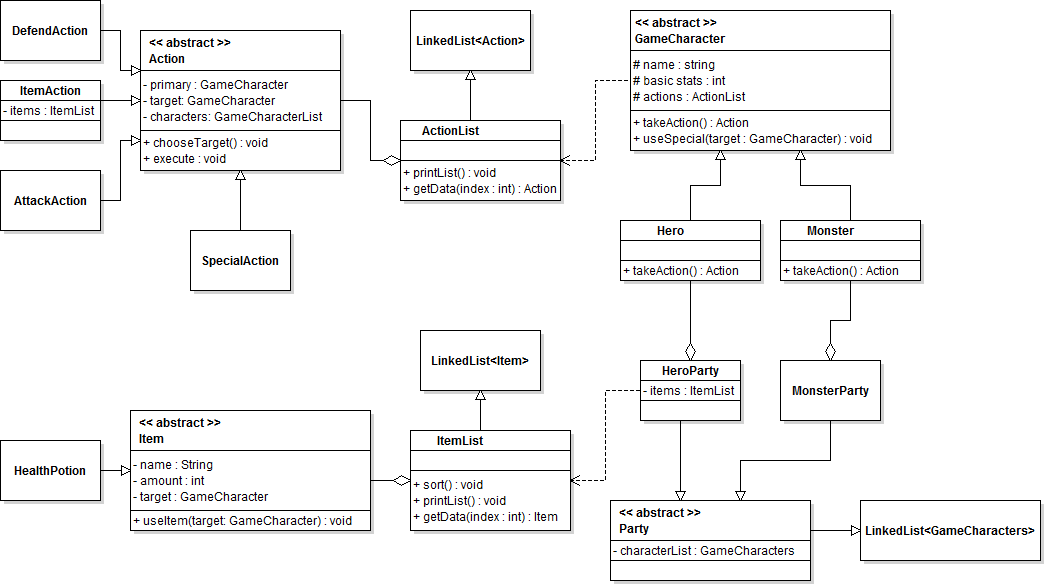 DefendAction
<< abstract >>
Action
- primary : GameCharacter
- target: GameCharacter
- characters: GameCharacterList
+ chooseTarget() : void
+ execute : void
ItemAction
- items : ItemList
AttackAction
SpecialAction
LinkedList<Action>
ActionList
+ printList() : void
+ getData(index : int) : Action
<< abstract >>
GameCharacter
# name : string
# basic stats : int
# actions : ActionList
+ takeAction() : Action
+ useSpecial(target : GameCharacter) : void
Hero
+ takeAction() : Action
Monster
+ takeAction() : Action
LinkedList<Item>
HeroParty
- items : ItemList
MonsterParty
HealthPotion
<< abstract >>
Item
- name : String
- amount : int
- target : GameCharacter
+ useItem(target: GameCharacter) : void
ItemList
+ sort() : void
+ printList() : void
+ getData(index : int) : Item
<< abstract >>
Party
- characterList : GameCharacters
LinkedList<GameCharacters>